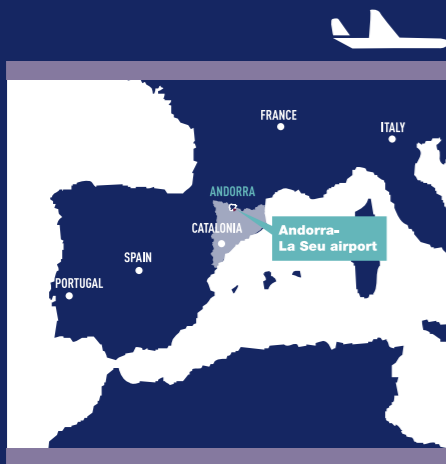 FRANCE
ITALY
ANDORRA
CATALONIA
Andorra-
La Seu airport
SPAIN
PORTUGAL